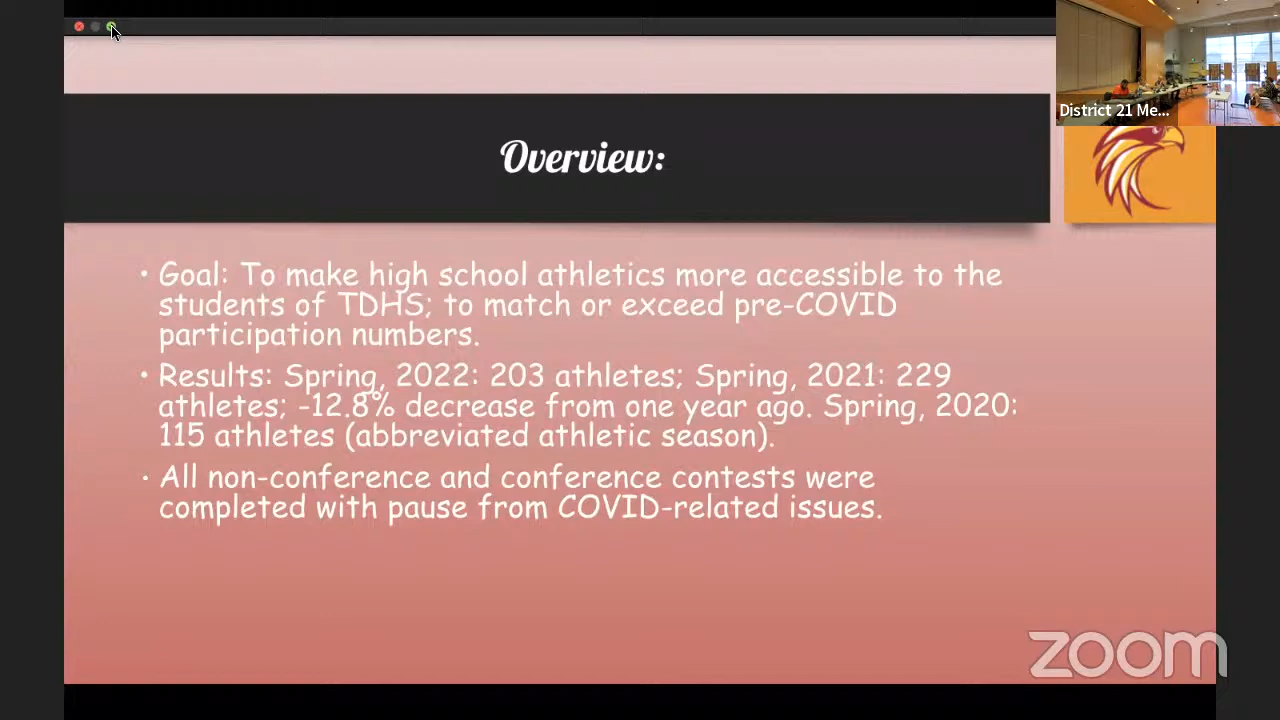 District 21 Me...
Overview:
• Goal: To make high school athletics more accessible to the
students of TDHS; to match or exceed pre-COVID
participation numbers.
• Results: Spring, 2022: 203 athletes; Spring, 2021: 229
athletes; -12.8% decrease from one year ago. Spring, 2020:
115 athletes (abbreviated athletic season).
• All non-conference and conference contests were
completed with pause from COVID-related issues.
zoom